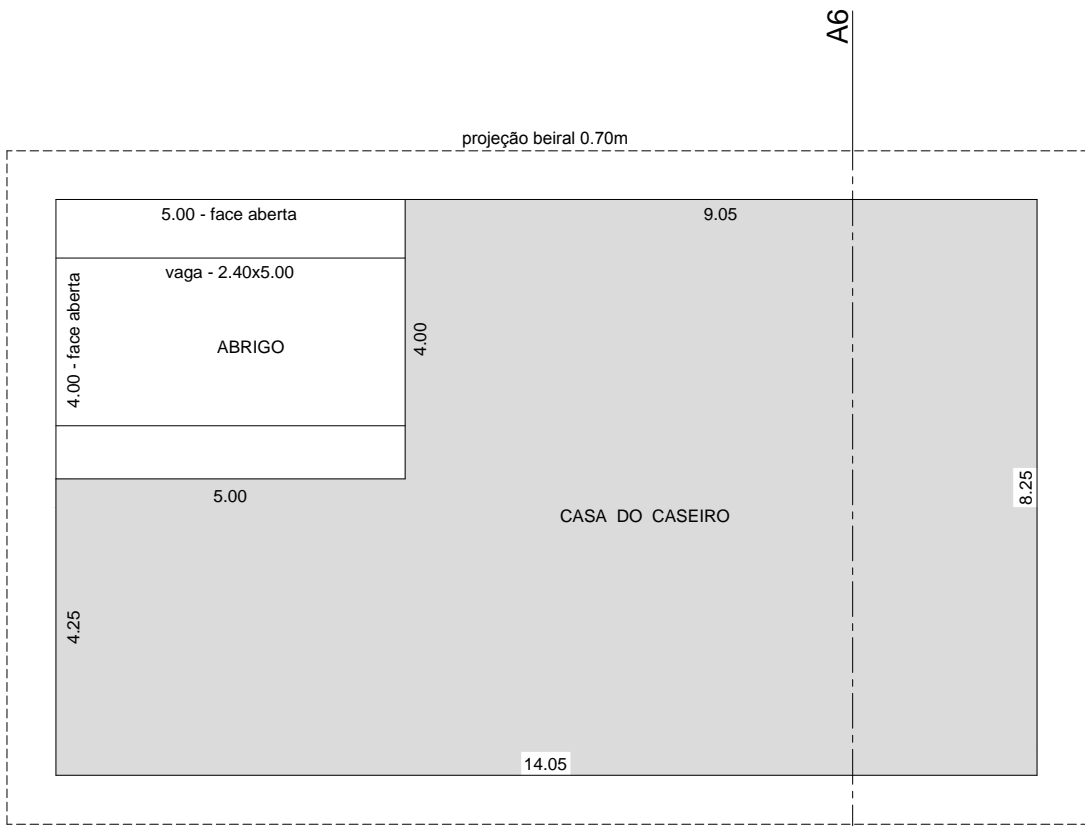 A6
projeção beiral 0.70m
5.00 - face aberta
9.05
vaga - 2.40x5.00
4.00 - face aberta
ABRIGO
4.00
5.00
8.25
CASA DO CASEIRO
4.25
14.05